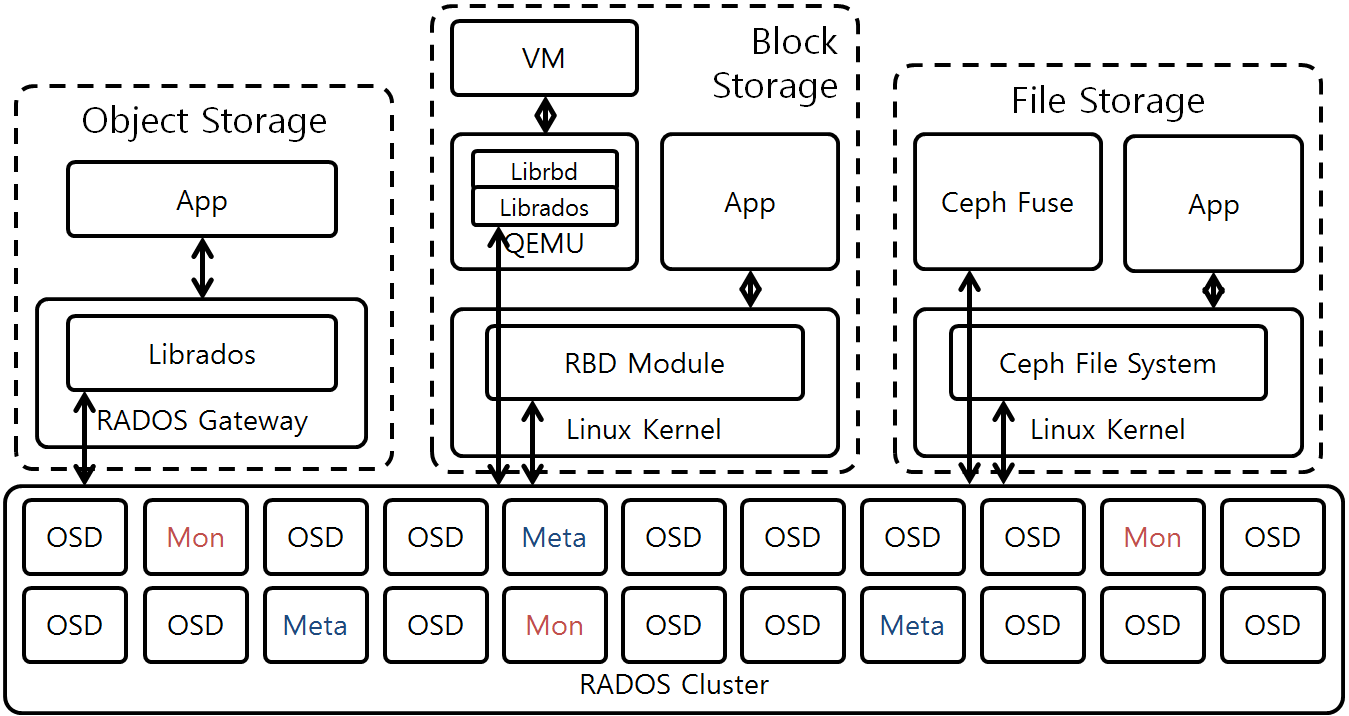 Object Storage
App
Librados
RADOS Gateway
Block
Storage
VM
Librbd
Librados
QEMU
App
RBD Module
Linux Kernel
File Storage
Ceph Fuse
App
Ceph File System
Linux Kernel
OSD Mon OSD OSD Meta OSD OSD OSD OSD Mon OSD
OSD OSD Meta OSD Mon OSD OSD Meta OSD OSD OSD
RADOS Cluster